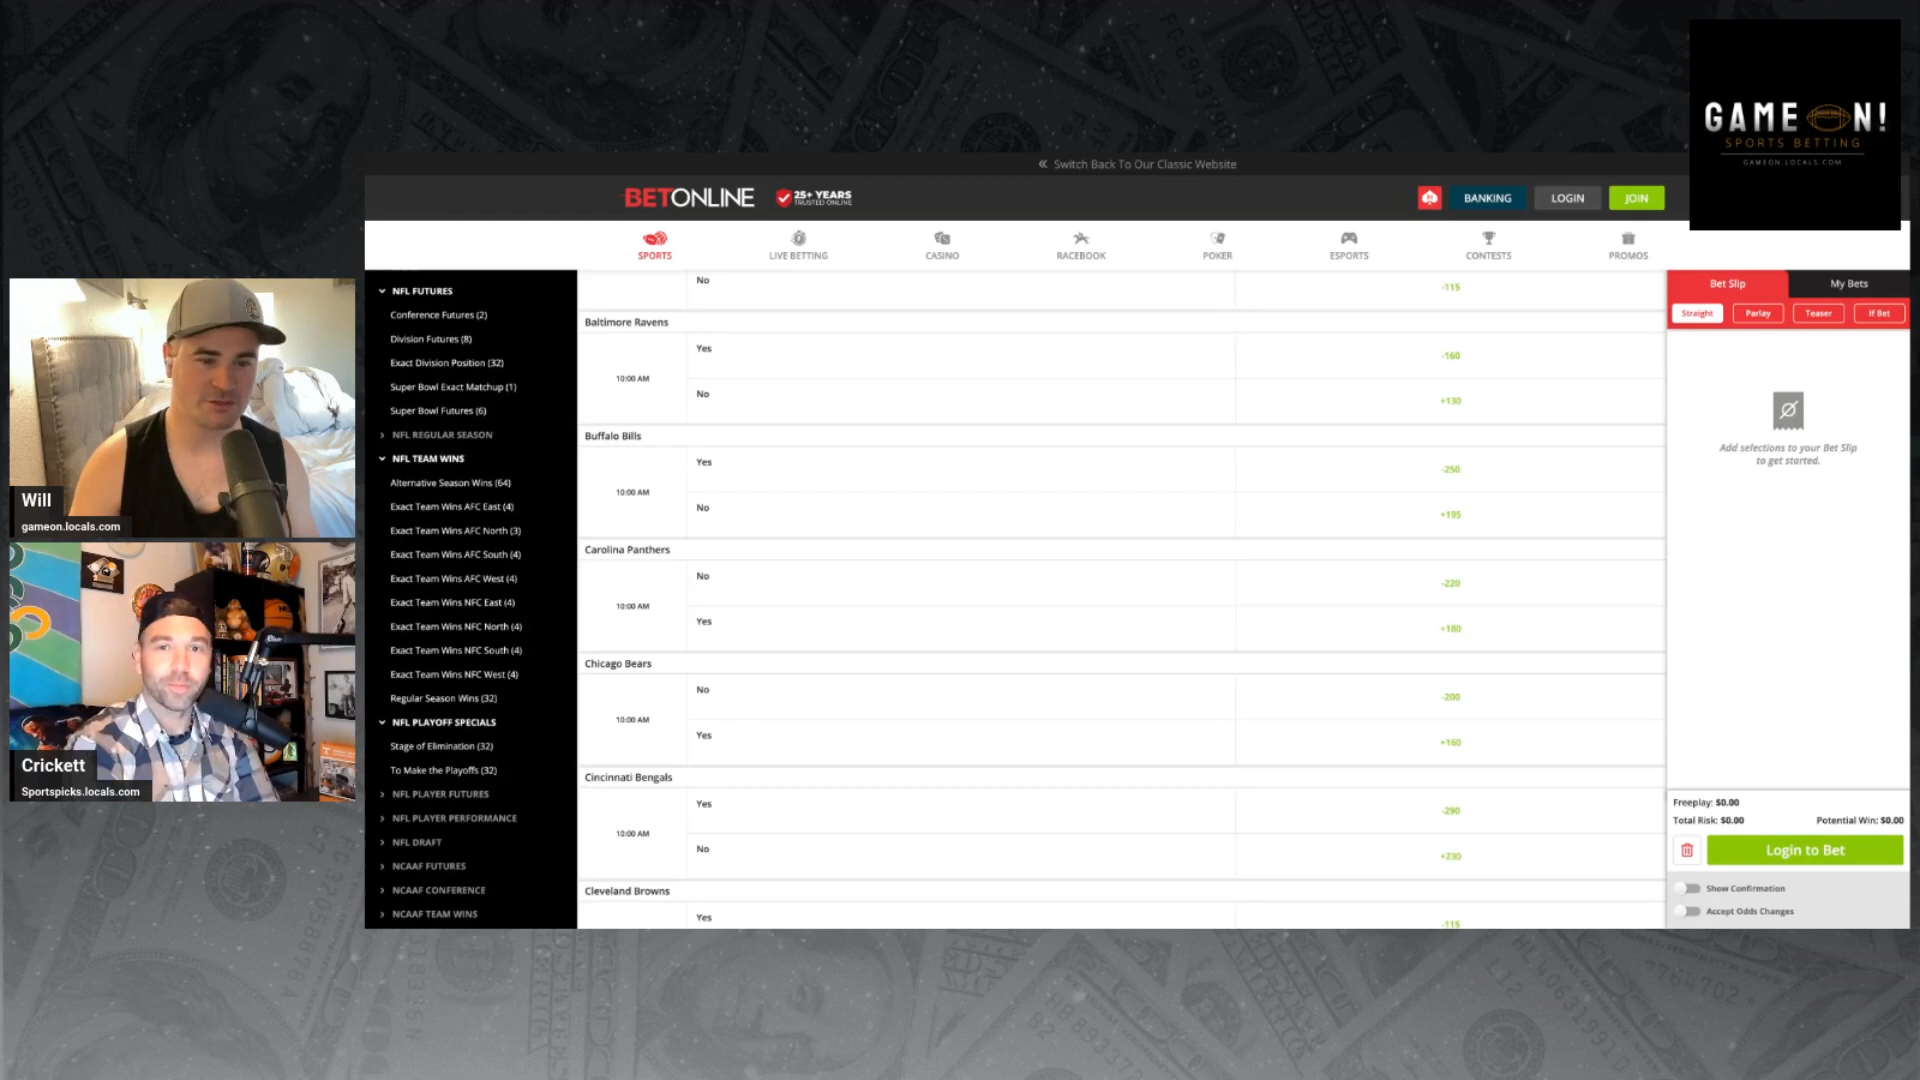 GAME ON!
SPORTS BETTING
GAMEON.LOCALS.COM
Switch Back To Our Classic Website
BETONLINE
25+ YEARS
TRUSTED ONLINE
BANKING
LOGIN
JOIN
SPORTS
LIVE BETTING
CASINO
RACEBOOK
POKER
ESPORTS
CONTESTS
PROMOS
Will
gameon.locals.com
Crickett
Sportspicks.locals.com
NFL FUTURES
Conference Futures (2)
Division Futures (8)
Exact Division Position (32)
Super Bowl Exact Matchup (1)
Super Bowl Futures (6)
NFL REGULAR SEASON
NFL TEAM WINS
Alternative Season Wins (64)
Exact Team Wins AFC East (4)
Exact Team Wins AFC North (3)
Exact Team Wins AFC South (4)
Exact Team Wins AFC West (4)
Exact Team Wins NFC East (4)
Exact Team Wins NFC North (4)
Exact Team Wins NFC South (4)
Exact Team Wins NFC West (4)
Regular Season Wins (32)
NFL PLAYOFF SPECIALS
Stage of Elimination (32)
To Make the Playoffs (32)
NFL PLAYER FUTURES
NFL PLAYER PERFORMANCE
NFL DRAFT
NCAAF FUTURES
NCAAF CONFERENCE
NCAAF TEAM WINS
No -115
Baltimore Ravens
10:00 AM
Yes -160
No +130
Buffalo Bills
10:00 AM
Yes -250
No +195
Carolina Panthers
10:00 AM
No -220
Yes +180
Chicago Bears
10:00 AM
No -200
Yes +160
Cincinnati Bengals
10:00 AM
Yes -290
No +230
Cleveland Browns
Yes -115
Bet Slip
My Bets
Straight
Parlay
Teaser
If Bet
Add selections to your Bet Slip
to get started.
Freeplay: $0.00
Total Risk: $0.00
Potential Win: $0.00
Login to Bet
Show Confirmation
Accept Odds Changes